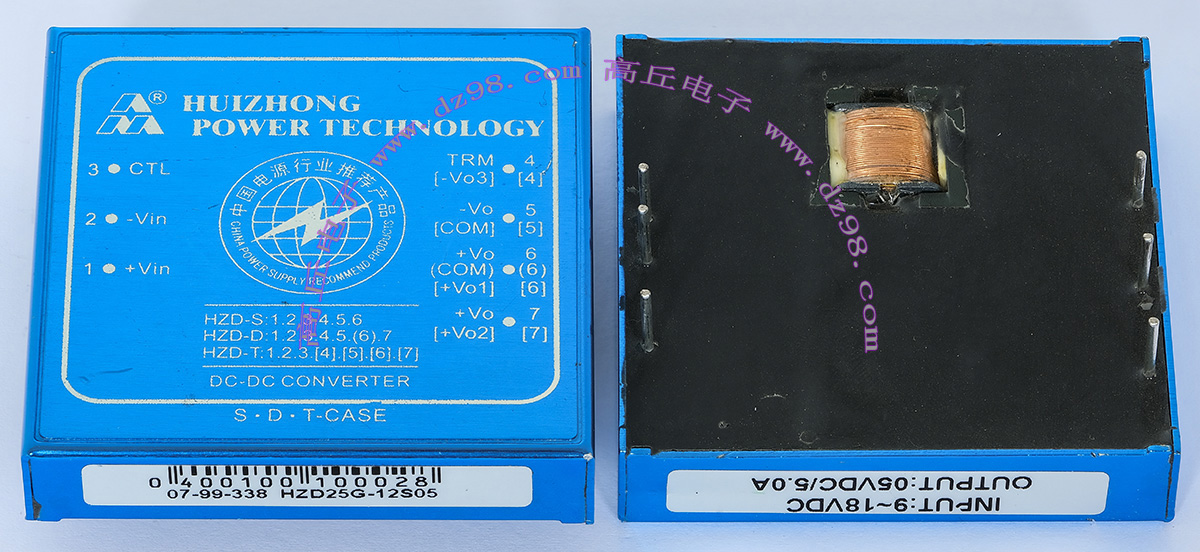 HUIZHONG
POWER TECHNOLOGY
®
3 ● CTL
2 ● -Vin
1 ● +Vin
TRM ● 4
[-Vo3] [4]
-Vo ● 5
[COM] [5]
+Vo 6
(COM) ● (6)
[+Vo1] [6]
+Vo ● 7
[+Vo2] [7]
中国电源行业推荐产品
CHINA POWER SUPPLY RECOMMEND PRODUCTS
HZD-S:1.2.3.4.5.6
HZD-D:1.2.3.4.5.(6).7
HZD-T:1.2.3.[4].[5].[6].[7]
DC-DC CONVERTER
S·D·T-CASE
0400100100028
07-99-338 HZD25G-12S05
INPUT:9~18VDC
OUTPUT:05VDC/5.0A
高丘电子 www.dz98.com
高丘电子 www.dz98.com